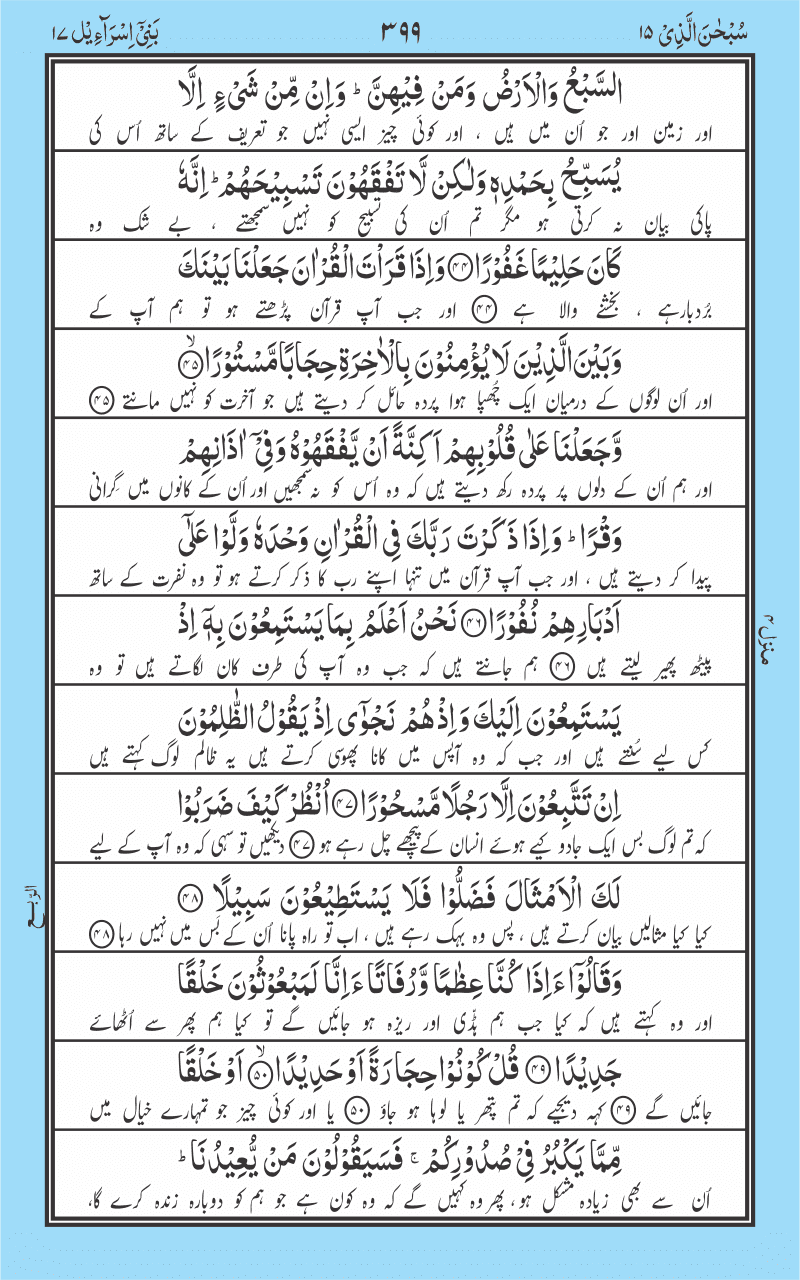 سُبْحٰنَ الَّذِیْ ۱۵ ۳۹۹ بَنِیْۤ اِسْرَآءِیْل ۱۷
السَّبْعُ وَالْاَرْضُ وَمَنْ فِیْهِنَّ ؕ وَاِنْ مِّنْ شَیْءٍ اِلَّا
اور زمین اور جو اُن میں ہیں ، اور کوئی چیز ایسی نہیں جو تعریف کے ساتھ اُس کی
یُسَبِّحُ بِحَمْدِهٖ وَلٰكِنْ لَّا تَفْقَهُوْنَ تَسْبِیْحَهُمْ ؕ اِنَّهٗ
پاکی بیان نہ کرتی ہو مگر تم اُن کی تسبیح کو نہیں سمجھتے ، بے شک وہ
كَانَ حَلِیْمًا غَفُوْرًا ﴿۴۴﴾ وَاِذَا قَرَاْتَ الْقُرْاٰنَ جَعَلْنَا بَیْنَكَ
بُردبارہے ، بخشنے والا ہے ﴿۴۴﴾ اور جب آپ قرآن پڑھتے ہو تو ہم آپ کے
وَبَیْنَ الَّذِیْنَ لَا یُؤْمِنُوْنَ بِالْاٰخِرَةِ حِجَابًا مَّسْتُوْرًا ﴿۴۵﴾ۙ
اور اُن لوگوں کے درمیان ایک چُھپا ہوا پردہ حائل کر دیتے ہیں جو آخرت کو نہیں مانتے ﴿۴۵﴾
وَّجَعَلْنَا عَلٰی قُلُوْبِهِمْ اَكِنَّةً اَنْ یَّفْقَهُوْهُ وَفِیْۤ اٰذَانِهِمْ
اور ہم اُن کے دلوں پر پردہ رکھ دیتے ہیں کہ وہ اُس کو نہ سمجھیں اور اُن کے کانوں میں گِرانی
وَقْرًا ؕ وَاِذَا ذَكَرْتَ رَبَّكَ فِی الْقُرْاٰنِ وَحْدَهٗ وَلَّوْا عَلٰۤی
پیدا کر دیتے ہیں ، اور جب آپ قرآن میں تنہا اپنے رب کا ذکر کرتے ہو تو وہ نفرت کے ساتھ
اَدْبَارِهِمْ نُفُوْرًا ﴿۴۶﴾ نَحْنُ اَعْلَمُ بِمَا یَسْتَمِعُوْنَ بِهٖۤ اِذْ
پیٹھ پھیر لیتے ہیں ﴿۴۶﴾ ہم جانتے ہیں کہ جب وہ آپ کی طرف کان لگاتے ہیں تو وہ
یَسْتَمِعُوْنَ اِلَیْكَ وَاِذْ هُمْ نَجْوٰۤی اِذْ یَقُوْلُ الظّٰلِمُوْنَ
کس لیے سُنتے ہیں اور جب کہ وہ آپس میں کانا پھوسی کرتے ہیں یہ ظالم لوگ کہتے ہیں
اِنْ تَتَّبِعُوْنَ اِلَّا رَجُلًا مَّسْحُوْرًا ﴿۴۷﴾ اُنْظُرْ كَیْفَ ضَرَبُوْا
کہ تم لوگ بس ایک جادو کیے ہوئے انسان کے پیچھے چل رہے ہو ﴿۴۷﴾ دیکھیں تو سہی کہ وہ آپ کے لیے
لَكَ الْاَمْثَالَ فَضَلُّوْا فَلَا یَسْتَطِیْعُوْنَ سَبِیْلًا ﴿۴۸﴾
کیا کیا مثالیں بیان کرتے ہیں ، پس وہ بہک رہے ہیں ، اب تو راہ پانا اُن کے بَس میں نہیں رہا ﴿۴۸﴾
وَقَالُوْۤا ءَاِذَا كُنَّا عِظٰمًا وَّرُفَاتًا ءَاِنَّا لَمَبْعُوْثُوْنَ خَلْقًا
اور وہ کہتے ہیں کہ کیا جب ہم ہڈّی اور ریزہ ہو جائیں گے تو کیا ہم پھر سے اُٹھائے
جَدِیْدًا ﴿۴۹﴾ قُلْ كُوْنُوْا حِجَارَةً اَوْ حَدِیْدًا ﴿۵۰﴾ۙ اَوْ خَلْقًا
جائیں گے ﴿۴۹﴾ کہہ دیجیے کہ تم پتھر یا لوہا ہو جاؤ ﴿۵۰﴾ یا اور کوئی چیز جو تمہارے خیال میں
مِّمَّا یَكْبُرُ فِیْ صُدُوْرِكُمْ ۚ فَسَیَقُوْلُوْنَ مَنْ یُّعِیْدُنَا ؕ
اُن سے بھی زیادہ مشکل ہو ، پھر وہ کہیں گے کہ وہ کون ہے جو ہم کو دوبارہ زندہ کرے گا،
منزل ۴
الرُّبع